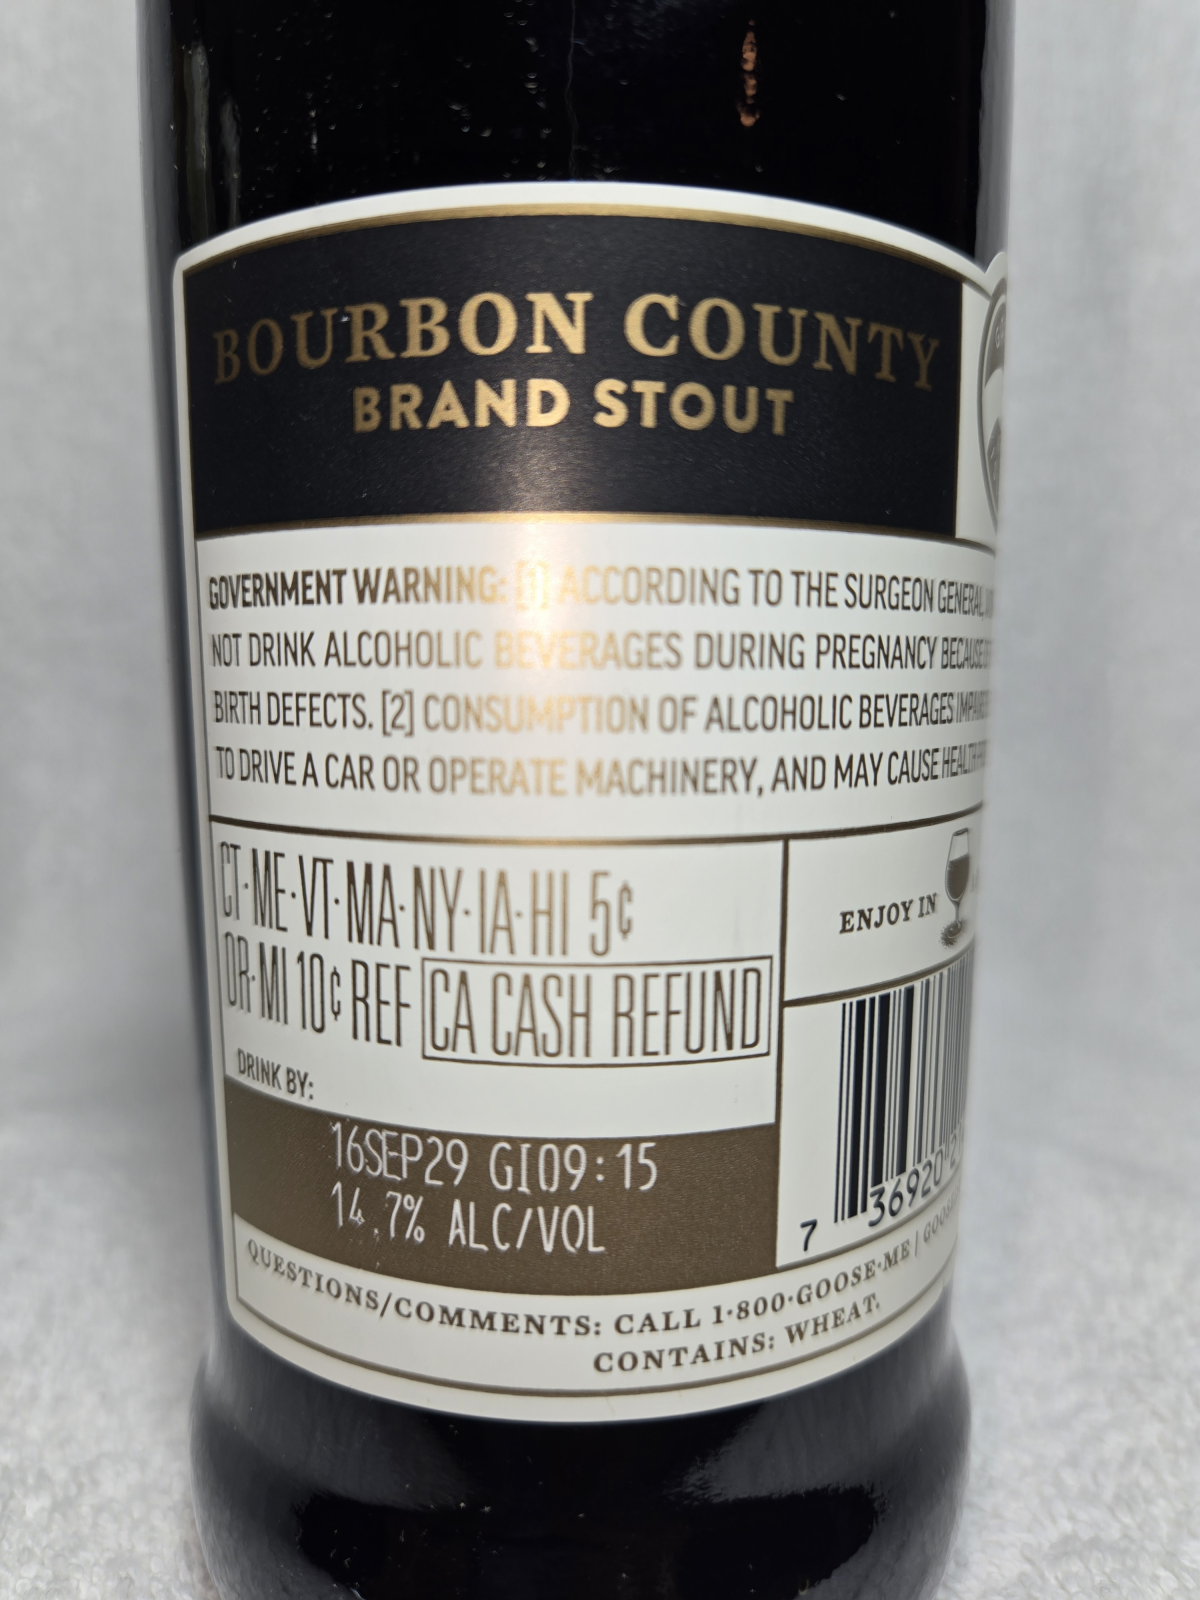 BOURBON COUNTY
BRAND STOUT
GOVERNMENT WARNING: [1] ACCORDING TO THE SURGEON GENERAL,
NOT DRINK ALCOHOLIC BEVERAGES DURING PREGNANCY BECAUSE
BIRTH DEFECTS. [2] CONSUMPTION OF ALCOHOLIC BEVERAGES
TO DRIVE A CAR OR OPERATE MACHINERY, AND MAY CAUSE HEALTH
CT·ME·VT·MA·NY·IA·HI 5¢
OR·MI 10¢ REF CA CASH REFUND
ENJOY IN
DRINK BY:
16SEP29 GI09:15
14.7% ALC/VOL
7 36920
QUESTIONS/COMMENTS: CALL 1·800·GOOSE·ME |
CONTAINS: WHEAT.